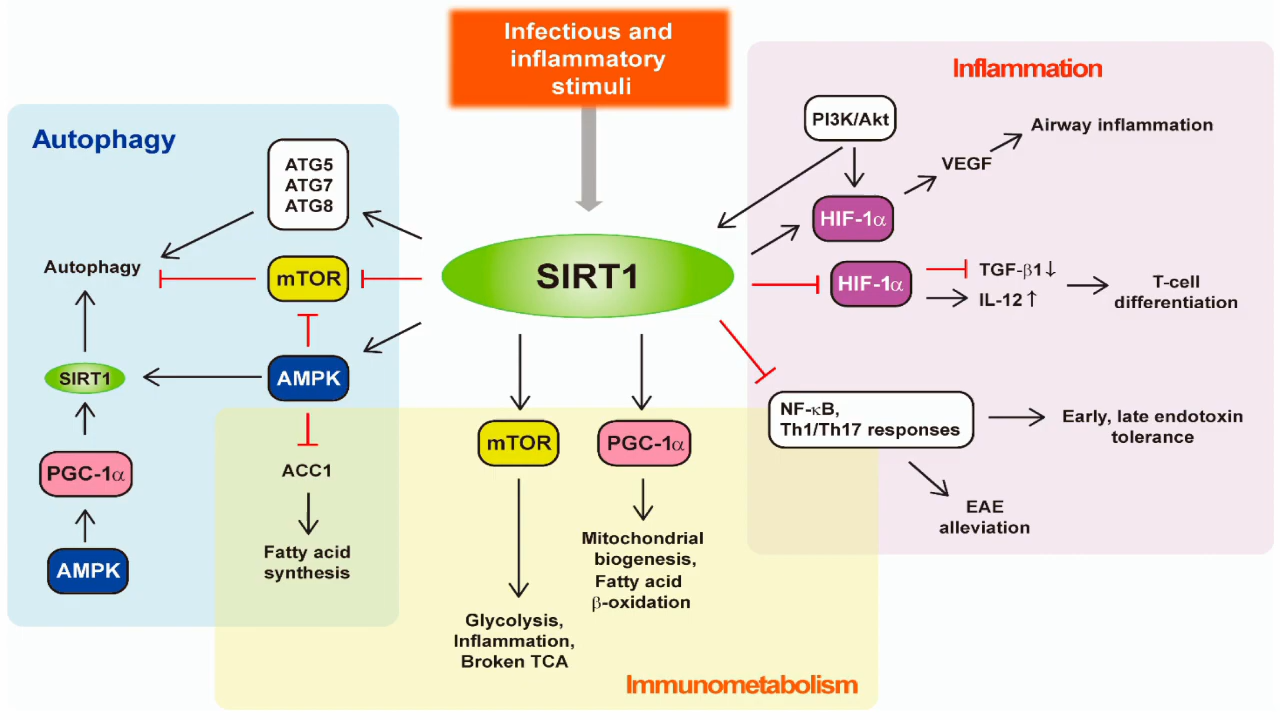 Infectious and
inflammatory
stimuli
Autophagy
ATG5
ATG7
ATG8
Autophagy
mTOR
SIRT1
AMPK
PGC-1α
AMPK
ACC1
Fatty acid
synthesis
SIRT1
mTOR
PGC-1α
Glycolysis,
Inflammation,
Broken TCA
Mitochondrial
biogenesis,
Fatty acid
β-oxidation
Immunometabolism
Inflammation
PI3K/Akt
HIF-1α
VEGF
Airway inflammation
HIF-1α
TGF-β1↓
IL-12↑
T-cell
differentiation
NF-κB,
Th1/Th17 responses
Early, late endotoxin
tolerance
EAE
alleviation